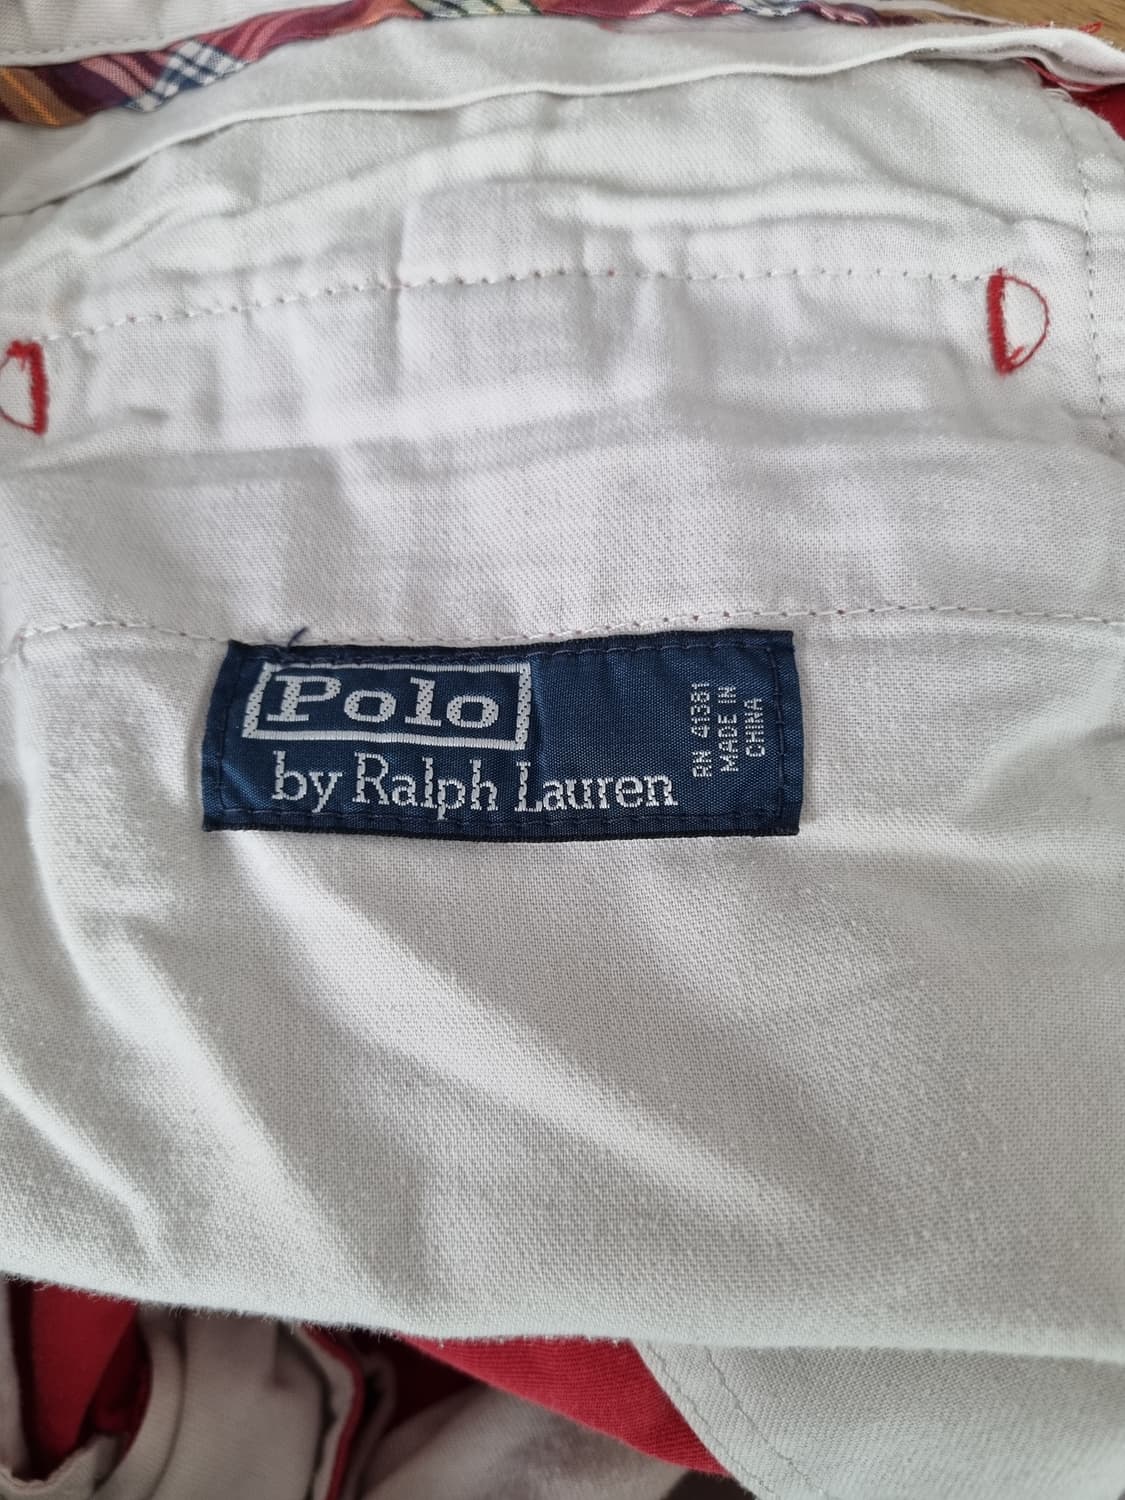 Polo
by Ralph Lauren
RN 41381
MADE IN
CHINA